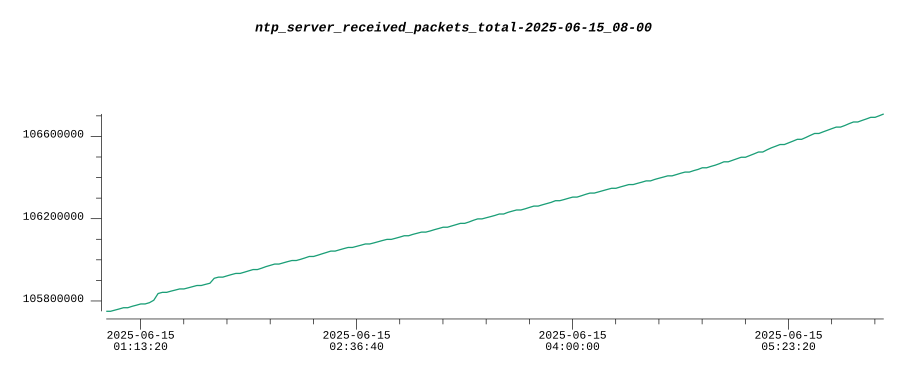 ntp_server_received_packets_total-2025-06-15_08-00
106600000
106200000
105800000
2025-06-15 2025-06-15 2025-06-15 2025-06-15
01:13:20 02:36:40 04:00:00 05:23:20